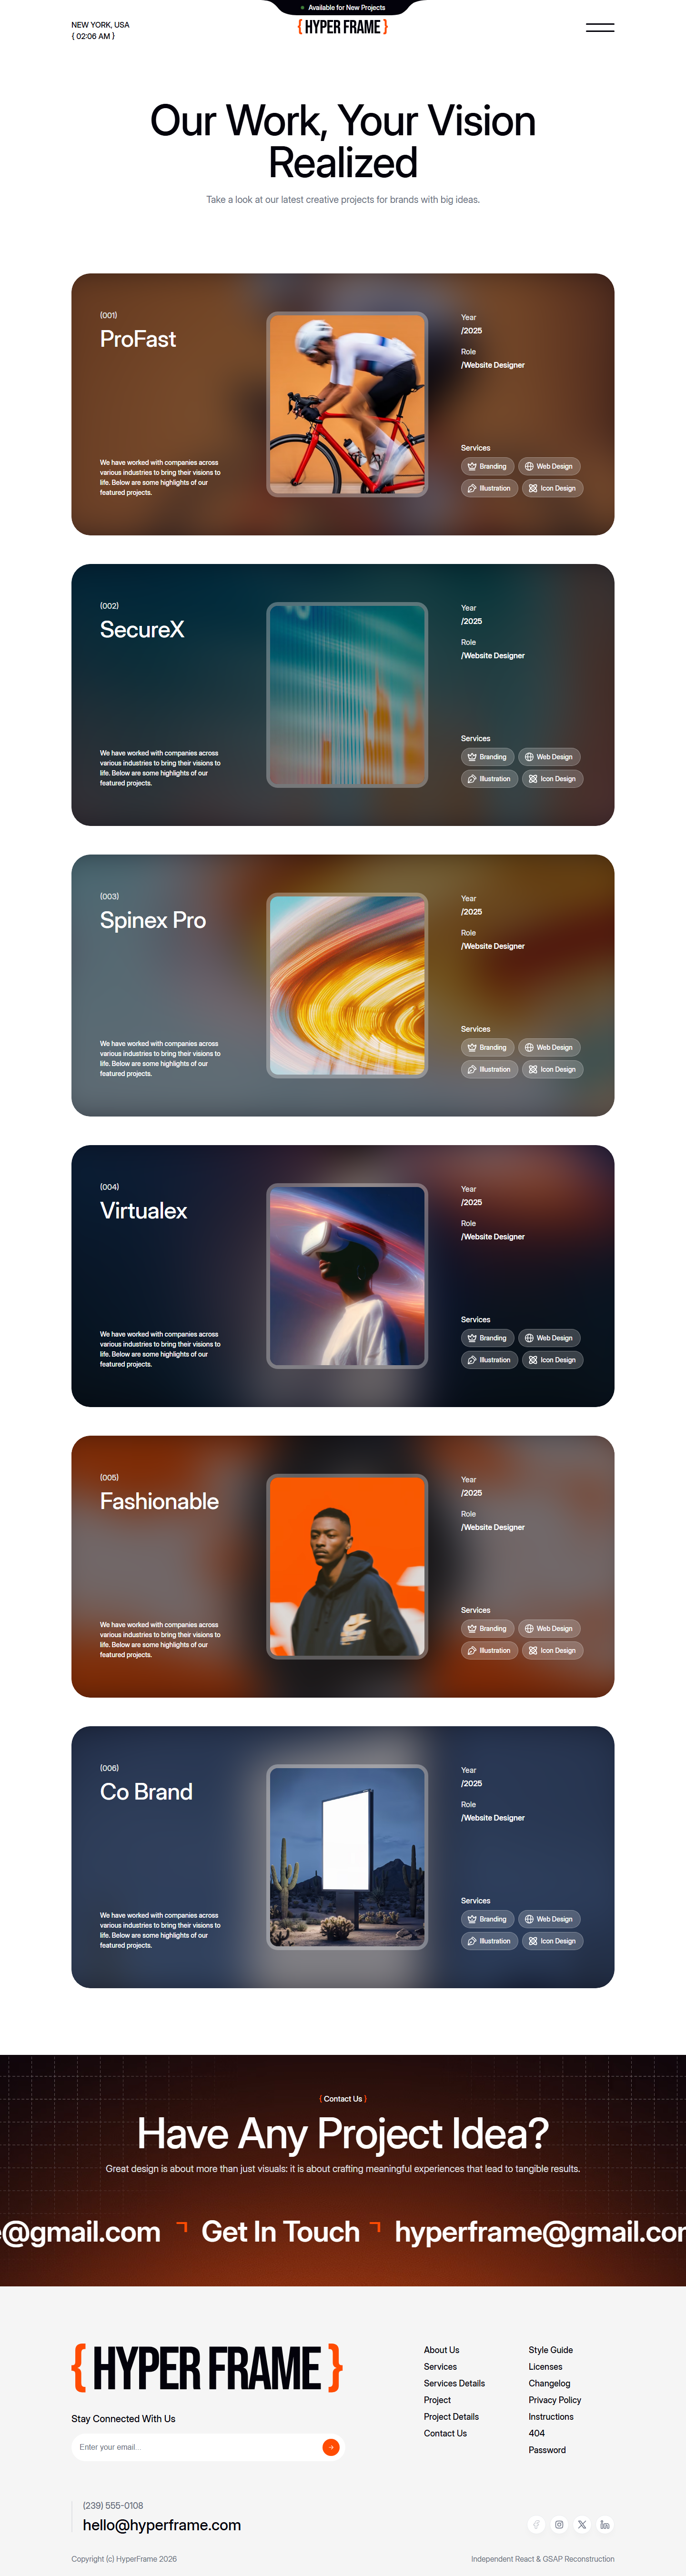 Available for New Projects
NEW YORK, USA
{ 02:06 AM }
{ HYPER FRAME }
Our Work, Your Vision
Realized
Take a look at our latest creative projects for brands with big ideas.
(001)
ProFast
We have worked with companies across
various industries to bring their visions to
life. Below are some highlights of our
featured projects.
Year
/2025
Role
/Website Designer
Services
Branding
Web Design
Illustration
Icon Design
(002)
SecureX
We have worked with companies across
various industries to bring their visions to
life. Below are some highlights of our
featured projects.
Year
/2025
Role
/Website Designer
Services
Branding
Web Design
Illustration
Icon Design
(003)
Spinex Pro
We have worked with companies across
various industries to bring their visions to
life. Below are some highlights of our
featured projects.
Year
/2025
Role
/Website Designer
Services
Branding
Web Design
Illustration
Icon Design
(004)
Virtualex
We have worked with companies across
various industries to bring their visions to
life. Below are some highlights of our
featured projects.
Year
/2025
Role
/Website Designer
Services
Branding
Web Design
Illustration
Icon Design
(005)
Fashionable
We have worked with companies across
various industries to bring their visions to
life. Below are some highlights of our
featured projects.
Year
/2025
Role
/Website Designer
Services
Branding
Web Design
Illustration
Icon Design
(006)
Co Brand
We have worked with companies across
various industries to bring their visions to
life. Below are some highlights of our
featured projects.
Year
/2025
Role
/Website Designer
Services
Branding
Web Design
Illustration
Icon Design
{ Contact Us }
Have Any Project Idea?
Great design is about more than just visuals: it is about crafting meaningful experiences that lead to tangible results.
e@gmail.com Get In Touch hyperframe@gmail.com
{ HYPER FRAME }
Stay Connected With Us
Enter your email...
About Us
Services
Services Details
Project
Project Details
Contact Us
Style Guide
Licenses
Changelog
Privacy Policy
Instructions
404
Password
(239) 555-0108
hello@hyperframe.com
Copyright (c) HyperFrame 2026
Independent React & GSAP Reconstruction